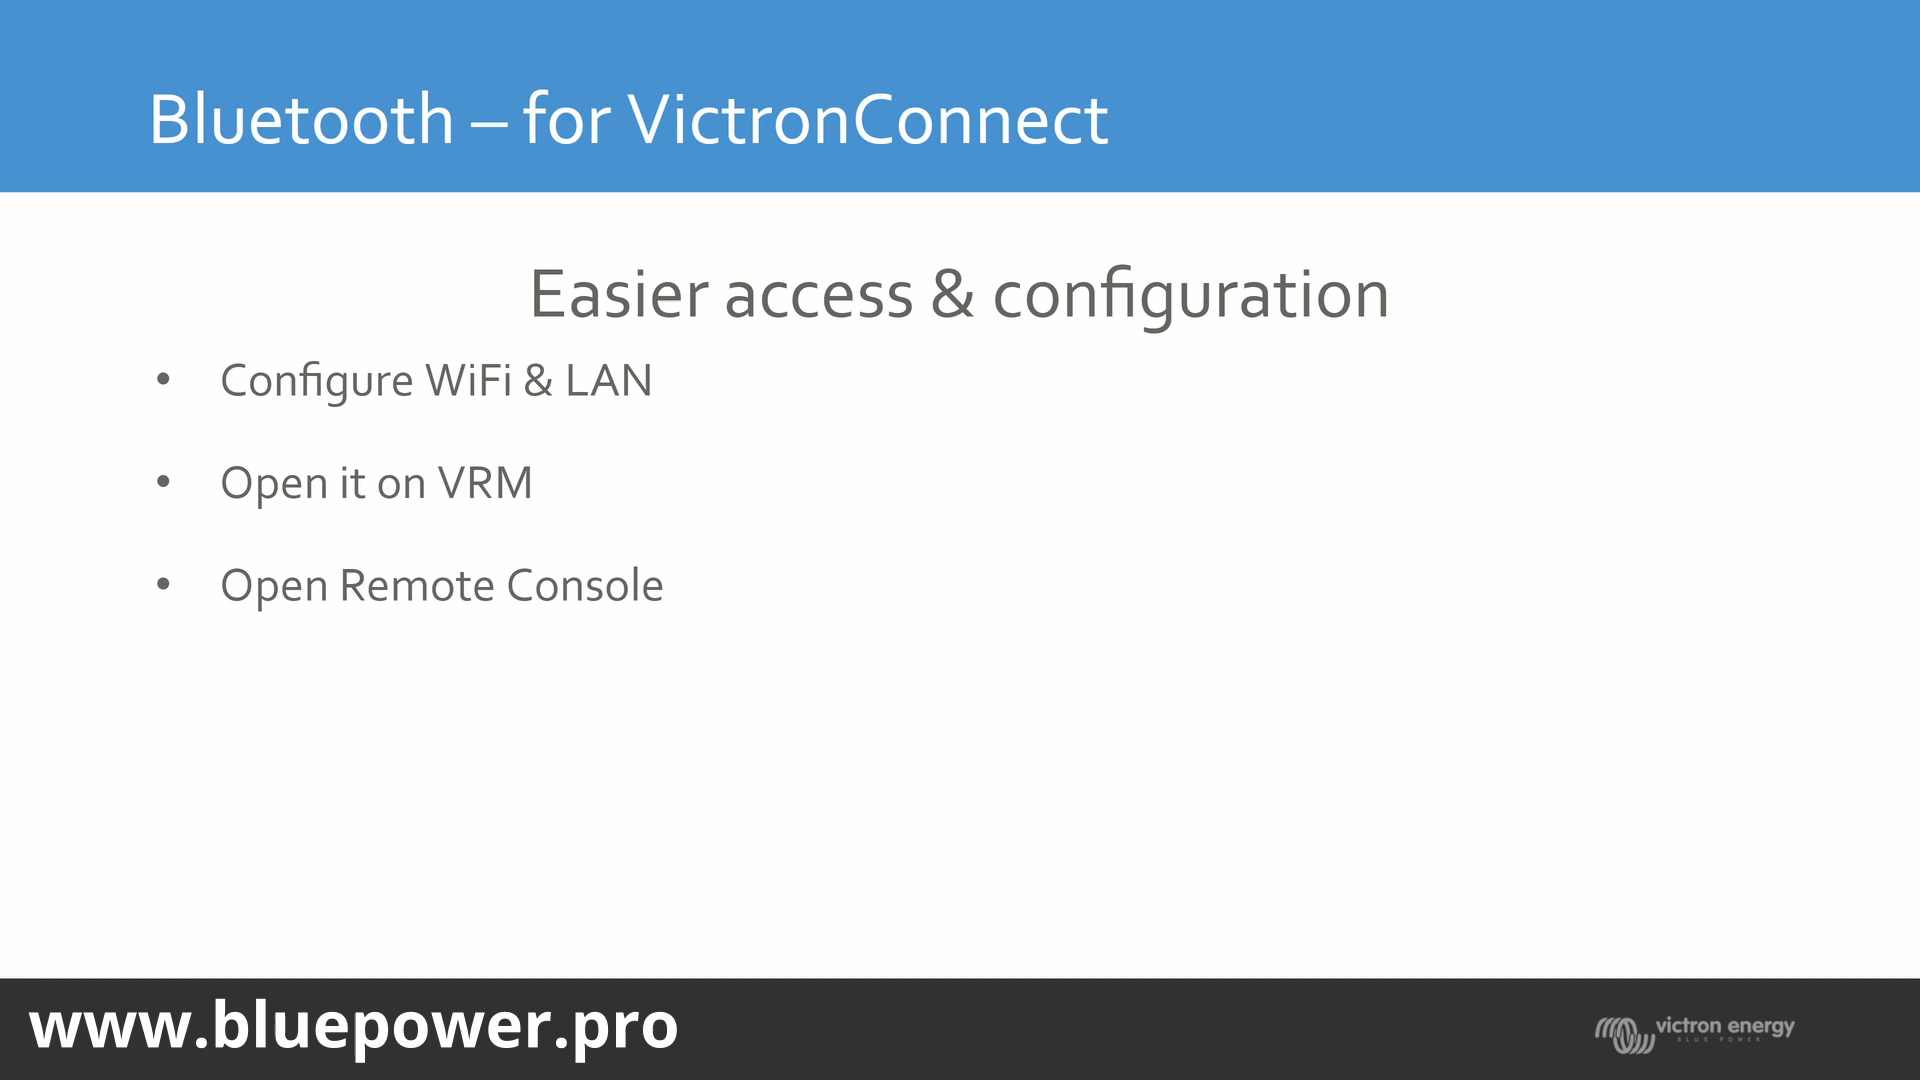 Bluetooth – for VictronConnect
Easier access & configuration
• Configure WiFi & LAN
• Open it on VRM
• Open Remote Console
www.bluepower.pro
victron energy
BLUE POWER